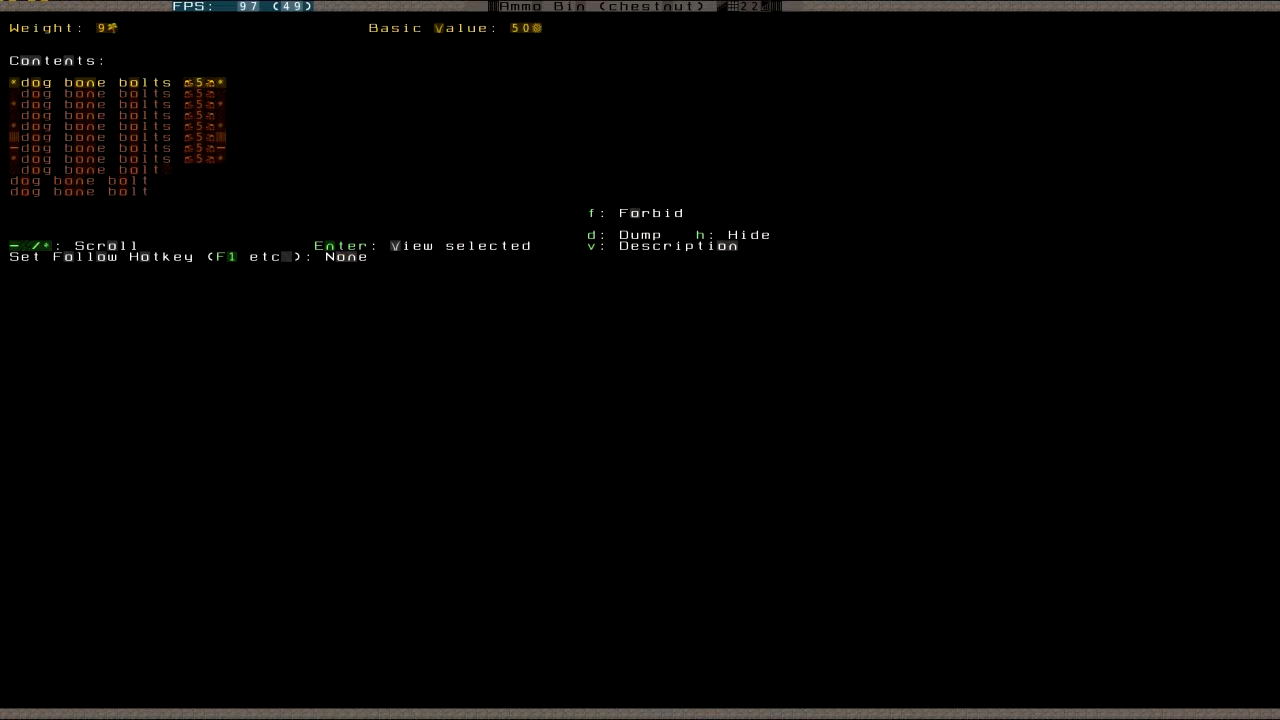 FPS: 97 (49) Ammo Bin (chestnut) #22
Weight: 9 Basic Value: 50☼
Contents:
*dog bone bolts [5]*
dog bone bolts [5]
*dog bone bolts [5]*
dog bone bolts [5]
*dog bone bolts [5]*
dog bone bolts [5]
-dog bone bolts [5]-
*dog bone bolts [5]*
dog bone bolt
dog bone bolt
dog bone bolt
f: Forbid
d: Dump h: Hide
-/*: Scroll Enter: View selected v: Description
Set Follow Hotkey (F1 etc.): None